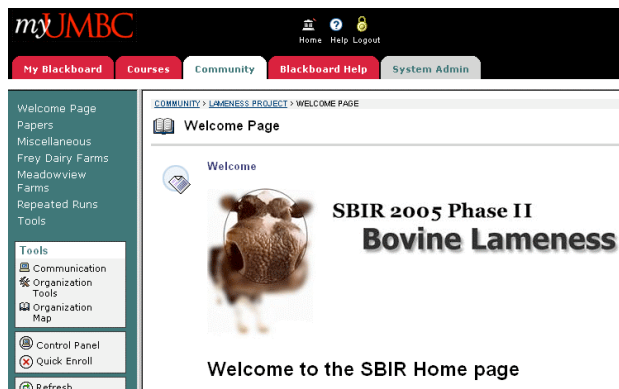 myUMBC
Home Help Logout
My Blackboard Courses Community Blackboard Help System Admin
COMMUNITY > LAMENESS PROJECT > WELCOME PAGE
Welcome Page
Welcome Page
Papers
Miscellaneous
Frey Dairy Farms
Meadowview
Farms
Repeated Runs
Tools
Tools
Communication
Organization
Tools
Organization
Map
Control Panel
Quick Enroll
Refresh
Welcome
SBIR 2005 Phase II
Bovine Lameness
Welcome to the SBIR Home page